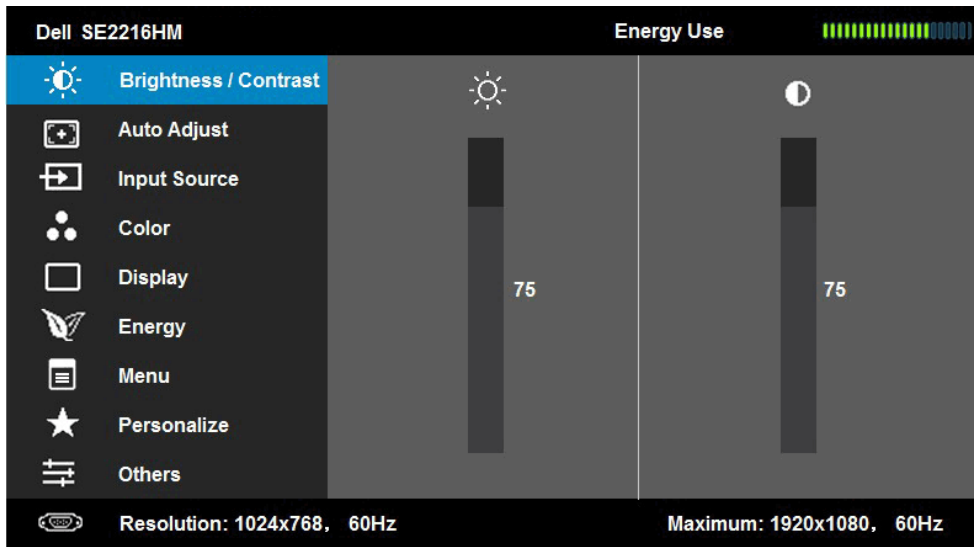 Dell SE2216HM Energy Use
Brightness / Contrast
Auto Adjust
Input Source
Color
Display
75 75
Energy
Menu
Personalize
Others
Resolution: 1024x768, 60Hz Maximum: 1920x1080, 60Hz